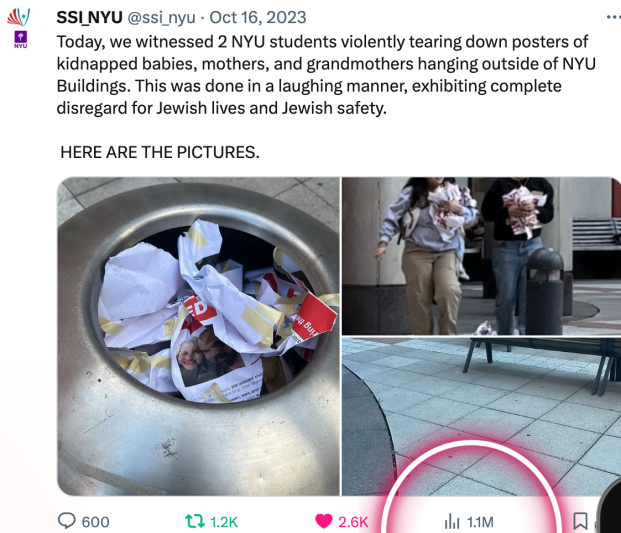 SSI_NYU @ssi_nyu · Oct 16, 2023
NYU
Today, we witnessed 2 NYU students violently tearing down posters of
kidnapped babies, mothers, and grandmothers hanging outside of NYU
Buildings. This was done in a laughing manner, exhibiting complete
disregard for Jewish lives and Jewish safety.
HERE ARE THE PICTURES.
ED
600 1.2K 2.6K 1.1M